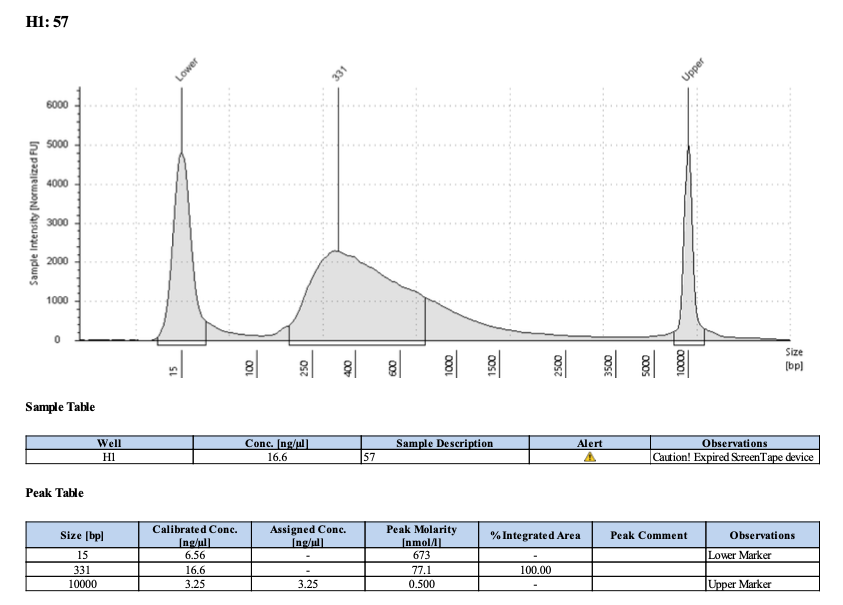 H1: 57
Lower
331
Upper
Sample Intensity [Normalized FU]
6000
5000
4000
3000
2000
1000
0
15
100
250
400
600
1000
1500
2500
3500
5000
10000
Size
[bp]
Sample Table
Well Conc. [ng/µl] Sample Description Alert Observations
H1 16.6 57 Caution! Expired ScreenTape device
Peak Table
Size [bp] Calibrated Conc. [ng/µl] Assigned Conc. [ng/µl] Peak Molarity [nmol/l] % Integrated Area Peak Comment Observations
15 6.56 - 673 - Lower Marker
331 16.6 - 77.1 100.00
10000 3.25 3.25 0.500 - Upper Marker